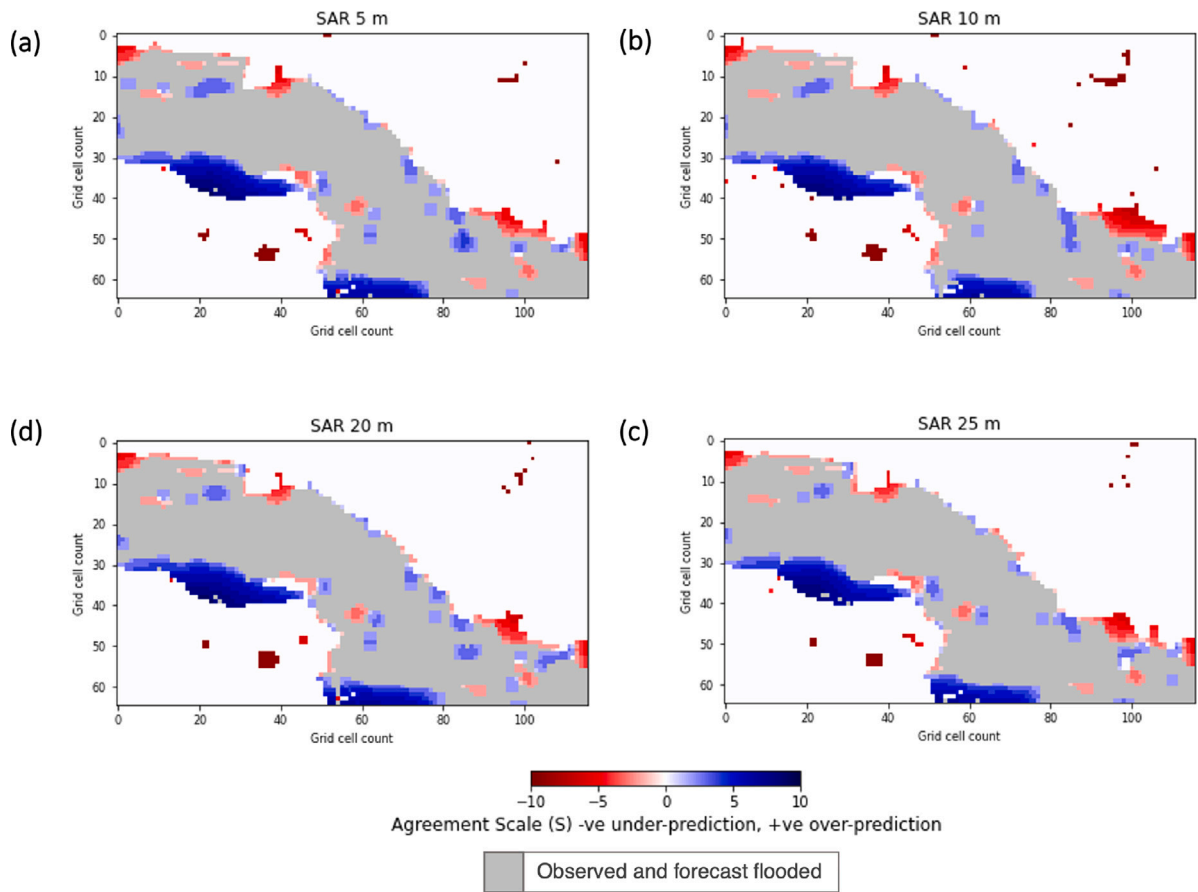 (a)
SAR 5 m
Grid cell count
0
10
20
30
40
50
60
0 20 40 60 80 100
Grid cell count
(b)
SAR 10 m
Grid cell count
0
10
20
30
40
50
60
0 20 40 60 80 100
Grid cell count
(d)
SAR 20 m
Grid cell count
0
10
20
30
40
50
60
0 20 40 60 80 100
Grid cell count
(c)
SAR 25 m
Grid cell count
0
10
20
30
40
50
60
0 20 40 60 80 100
Grid cell count
−10 −5 0 5 10
Agreement Scale (S) -ve under-prediction, +ve over-prediction
Observed and forecast flooded